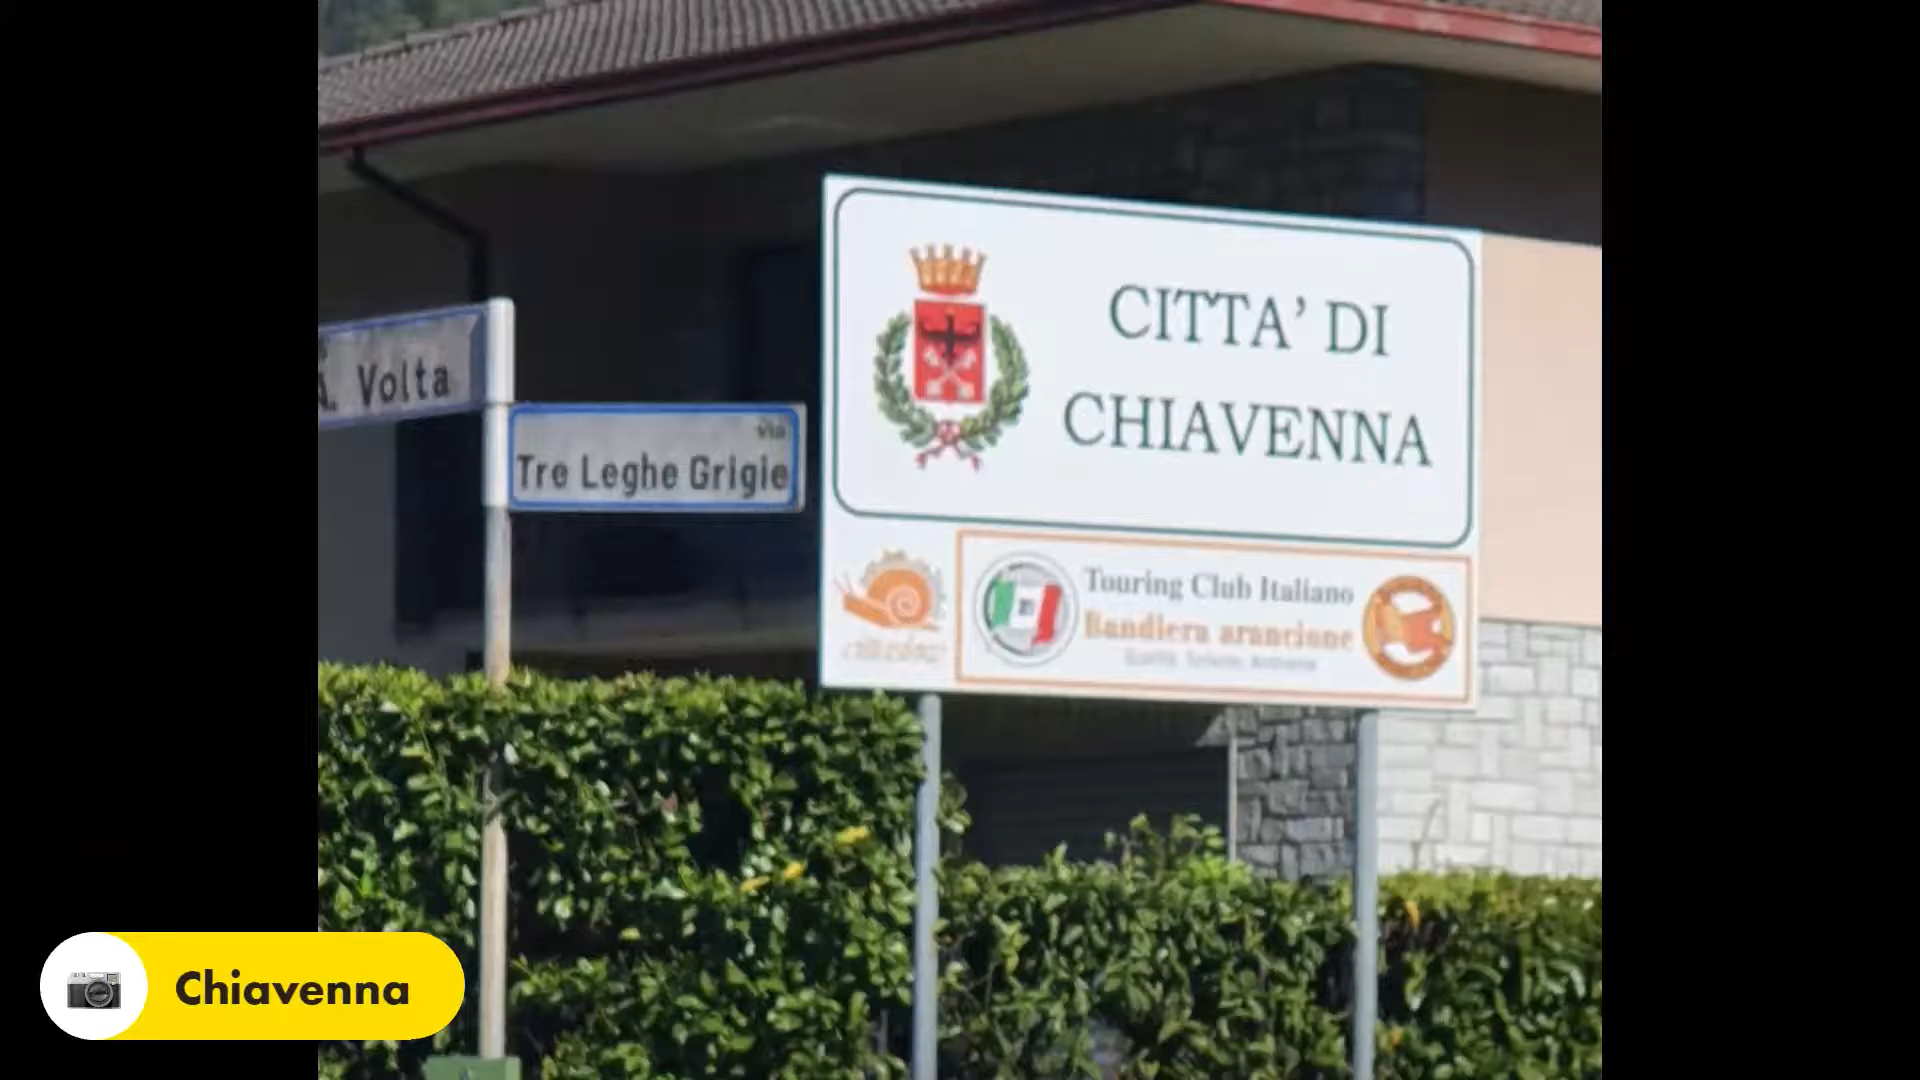 A. Volta
via
Tre Leghe Grigie
CITTA' DI
CHIAVENNA
Touring Club Italiano
Bandiera arancione
Chiavenna